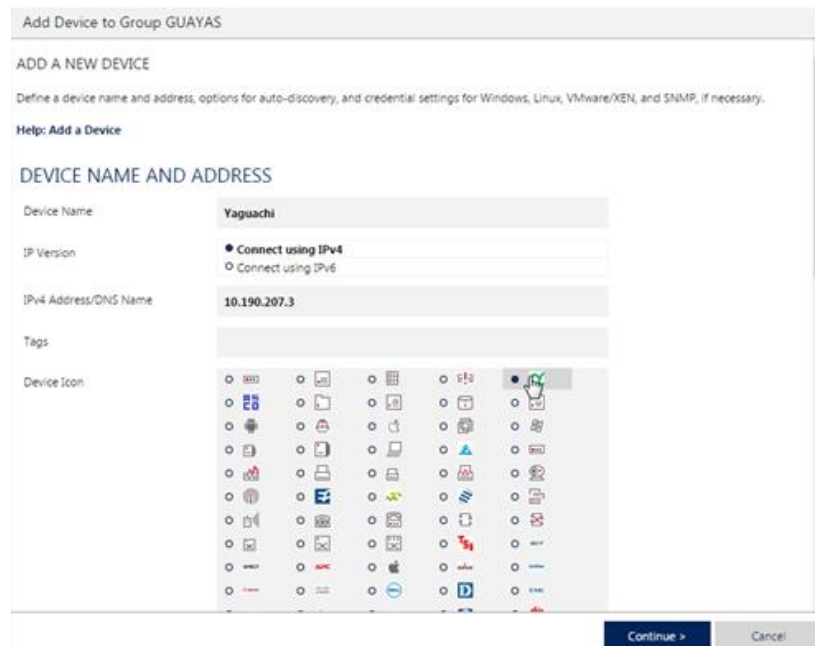 Add Device to Group GUAYAS
ADD A NEW DEVICE
Define a device name and address, options for auto-discovery, and credential settings for Windows, Linux, VMware/XEN, and SNMP, if necessary.
Help: Add a Device
DEVICE NAME AND ADDRESS
Device Name
Yaguachi
IP Version
Connect using IPv4
Connect using IPv6
IPv4 Address/DNS Name
10.190.207.3
Tags
Device Icon
TSI
APC
DELL
D
Continue >
Cancel